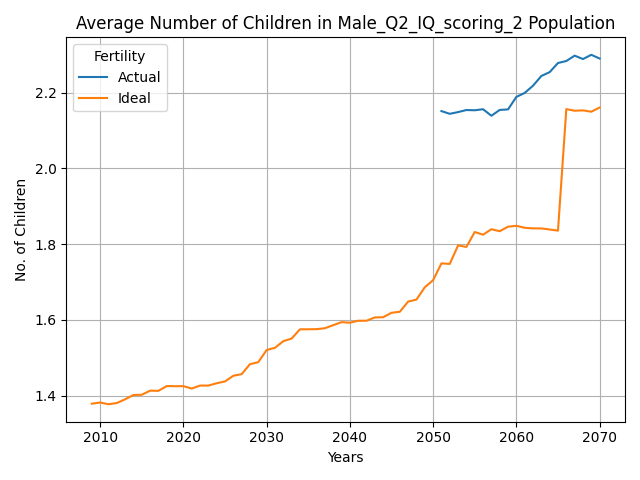 Average Number of Children in Male_Q2_IQ_scoring_2 Population
Fertility
Actual
Ideal
No. of Children
2.2
2.0
1.8
1.6
1.4
2010 2020 2030 2040 2050 2060 2070
Years